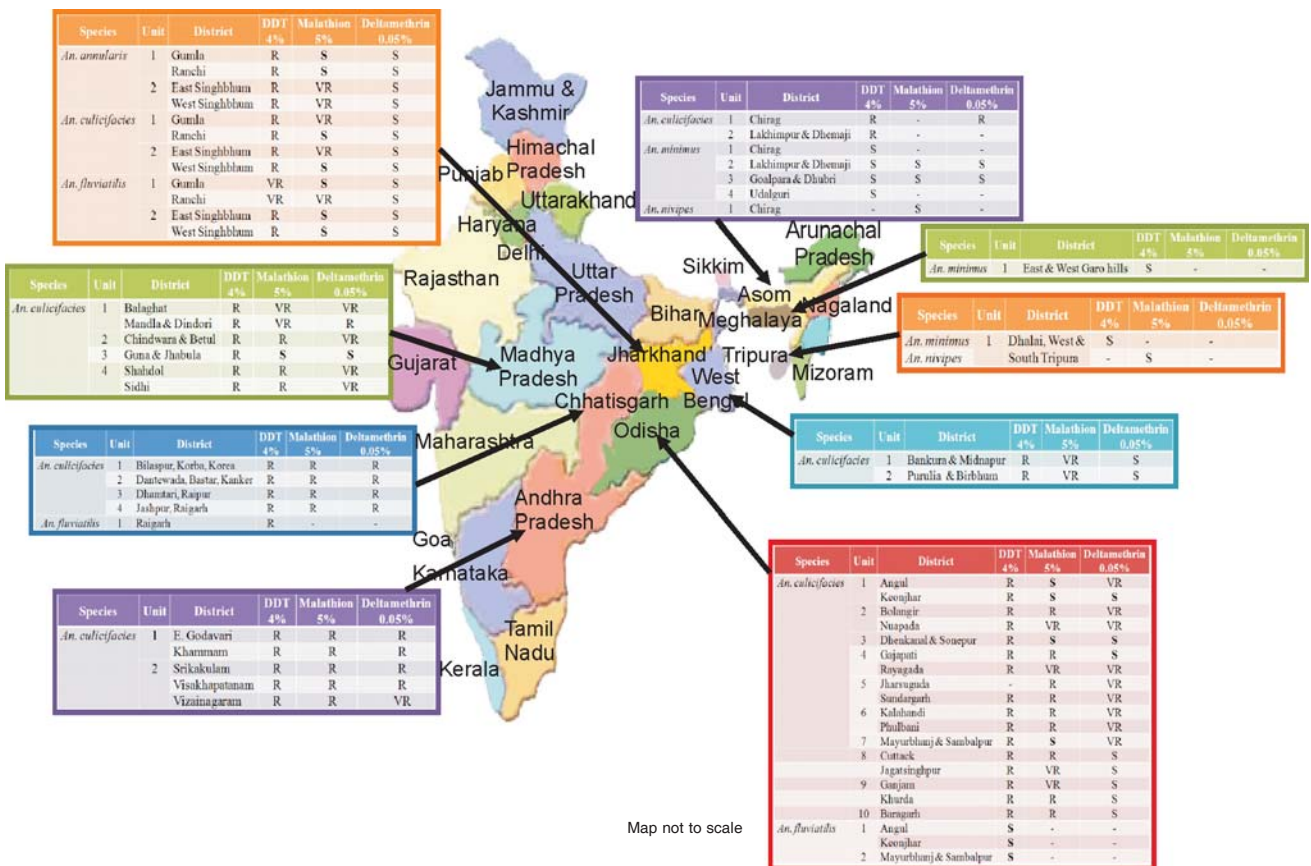 Species Unit District DDT 4% Malathion 5% Deltamethrin 0.05%
An. annularis 1 Gumla R S S
Ranchi R S S
2 East Singhbhum R VR S
West Singhbhum R VR S
An. culicifacies 1 Gumla R VR S
Ranchi R S S
2 East Singhbhum R VR S
West Singhbhum R S S
An. fluviatilis 1 Gumla VR S S
Ranchi VR VR S
2 East Singhbhum R S S
West Singhbhum R S S
Species Unit District DDT 4% Malathion 5% Deltamethrin 0.05%
An. culicifacies 1 Chirag R - R
2 Lakhimpur & Dhemaji R - -
An. minimus 1 Chirag S - -
2 Lakhimpur & Dhemaji S S S
3 Goalpara & Dhubri S S S
4 Udalguri S - -
An. nivipes 1 Chirag - S -
Species Unit District DDT 4% Malathion 5% Deltamethrin 0.05%
An. minimus 1 East & West Garo hills S - -
Species Unit District DDT 4% Malathion 5% Deltamethrin 0.05%
An. minimus 1 Dhalai, West & S - -
An. nivipes South Tripura - S -
Species Unit District DDT 4% Malathion 5% Deltamethrin 0.05%
An. culicifacies 1 Balaghat R VR VR
Mandla & Dindori R VR R
2 Chindwara & Betul R R VR
3 Guna & Jhabula R S S
4 Shahdol R R VR
Sidhi R R VR
Species Unit District DDT 4% Malathion 5% Deltamethrin 0.05%
An. culicifacies 1 Bilaspur, Korba, Korea R R R
2 Dantewada, Bastar, Kanker R R R
3 Dhamtari, Raipur R R R
4 Jashpur, Raigarh R R R
An. fluviatilis 1 Raigarh R - -
Species Unit District DDT 4% Malathion 5% Deltamethrin 0.05%
An. culicifacies 1 Bankura & Midnapur R VR S
2 Purulia & Birbhum R VR S
Species Unit District DDT 4% Malathion 5% Deltamethrin 0.05%
An. culicifacies 1 E. Godavari R R R
Khammam R R R
2 Srikakulam R R R
Visakhapatanam R R R
Vizainagaram R R VR
Species Unit District DDT 4% Malathion 5% Deltamethrin 0.05%
An. culicifacies 1 Angul R S VR
Keonjhar R S S
2 Bolangir R R VR
Nuapada R VR VR
3 Dhenkanal & Sonepur R S S
4 Gajapati R R S
Rayagada R VR VR
5 Jharsuguda - R VR
Sundargarh R R VR
6 Kalahandi R R VR
Phulbani R R VR
7 Mayurbhanj & Sambalpur R S VR
8 Cuttack R R S
Jagatsinghpur R VR S
9 Ganjam R VR S
Khurda R R S
10 Baragarh R R S
An. fluviatilis 1 Angul S - -
Keonjhar S - -
2 Mayurbhanj & Sambalpur S - -
Jammu &
Kashmir
Himachal
Pradesh
Punjab
Uttarakhand
Haryana
Delhi
Rajasthan
Uttar
Pradesh
Sikkim
Arunachal
Pradesh
Asom
Nagaland
Bihar
Meghalaya
Gujarat
Madhya
Pradesh
Jharkhand
Tripura
Mizoram
West
Bengal
Chhatisgarh
Odisha
Maharashtra
Andhra
Pradesh
Goa
Karnataka
Tamil
Nadu
Kerala
Map not to scale